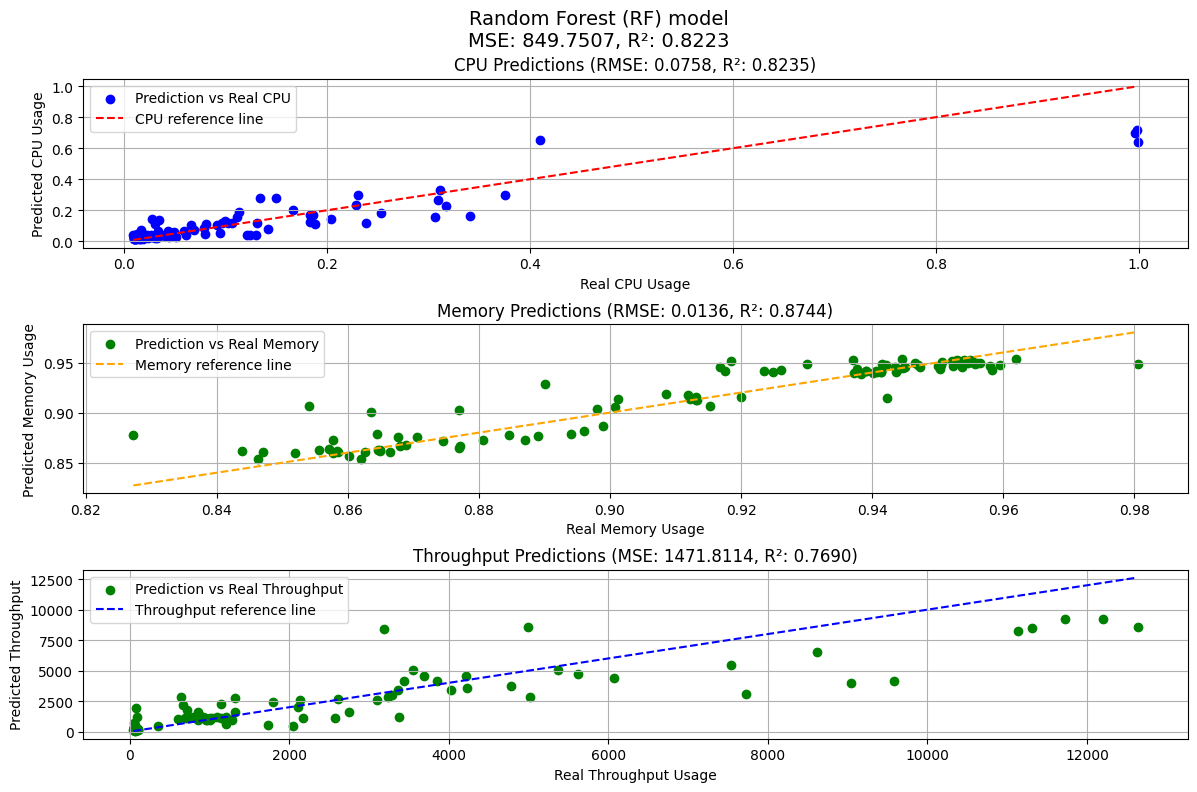 Random Forest (RF) model
MSE: 849.7507, R²: 0.8223
CPU Predictions (RMSE: 0.0758, R²: 0.8235)
Predicted CPU Usage
1.0
0.8
0.6
0.4
0.2
0.0
Prediction vs Real CPU
CPU reference line
0.0 0.2 0.4 0.6 0.8 1.0
Real CPU Usage
Memory Predictions (RMSE: 0.0136, R²: 0.8744)
Predicted Memory Usage
0.95
0.90
0.85
Prediction vs Real Memory
Memory reference line
0.82 0.84 0.86 0.88 0.90 0.92 0.94 0.96 0.98
Real Memory Usage
Throughput Predictions (MSE: 1471.8114, R²: 0.7690)
Predicted Throughput
12500
10000
7500
5000
2500
0
Prediction vs Real Throughput
Throughput reference line
0 2000 4000 6000 8000 10000 12000
Real Throughput Usage